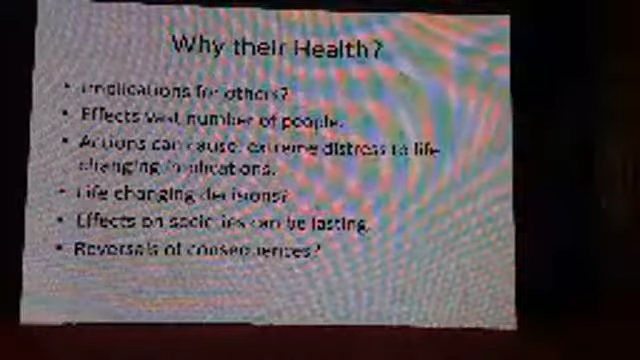 Why their Health?
• Implications for others?
• Effects vast number of people.
• Actions can cause, extreme distress to life
changing implications.
• Life changing decisions?
• Effects on societies can be lasting.
• Reversals of consequences?